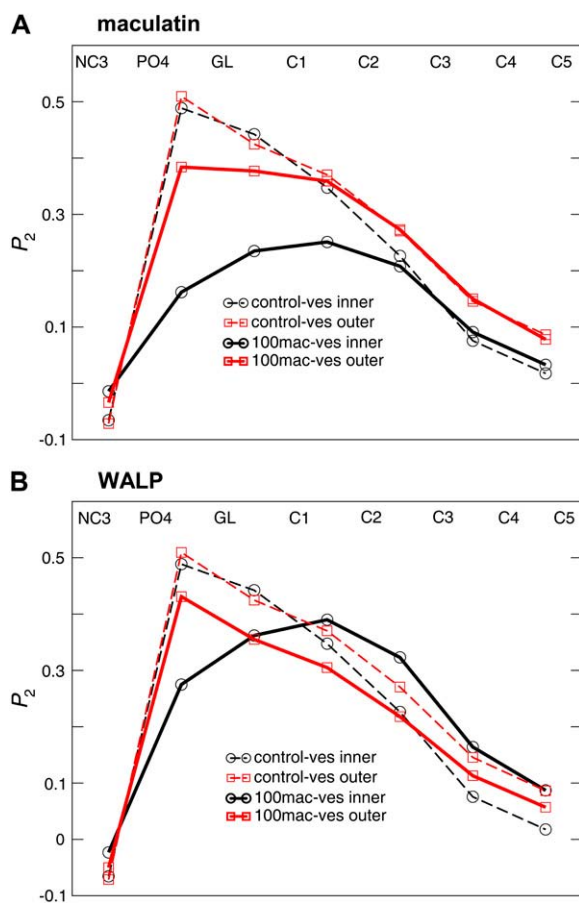 A maculatin
NC3 PO4 GL C1 C2 C3 C4 C5
0.5
0.3
P2
0.1
-0.1
control-ves inner
control-ves outer
100mac-ves inner
100mac-ves outer
B WALP
NC3 PO4 GL C1 C2 C3 C4 C5
0.5
0.3
P2
0.1
0
-0.1
control-ves inner
control-ves outer
100mac-ves inner
100mac-ves outer